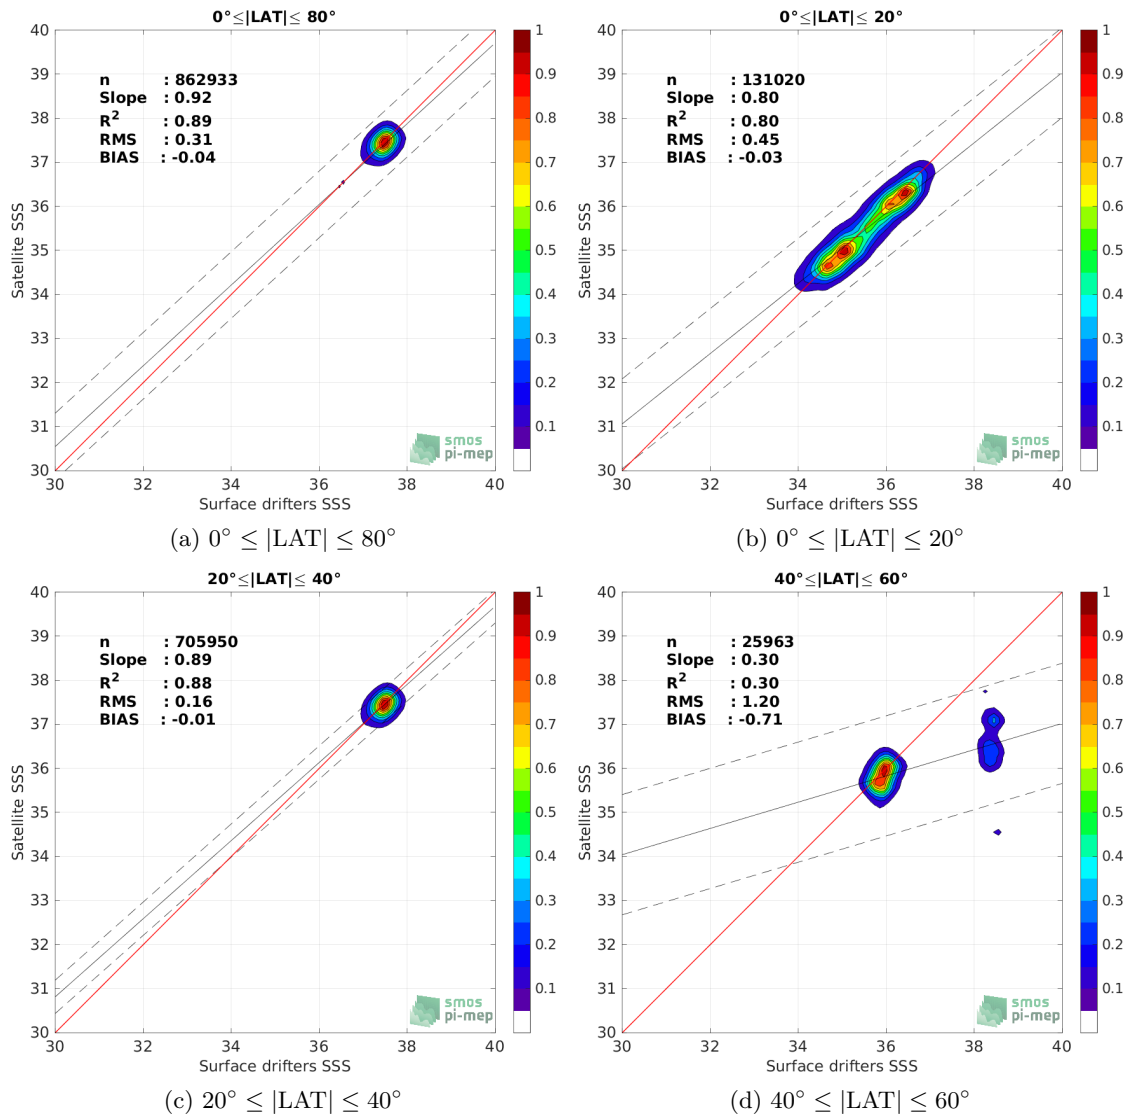 0°≤|LAT|≤ 80°
n : 862933
Slope : 0.92
R2 : 0.89
RMS : 0.31
BIAS : -0.04
40
39
38
37
36
35
34
33
32
31
30
30 32 34 36 38 40
Satellite SSS
Surface drifters SSS
1
0.9
0.8
0.7
0.6
0.5
0.4
0.3
0.2
0.1
smos
pi-mep
(a) 0° ≤ |LAT| ≤ 80°
0°≤|LAT|≤ 20°
n : 131020
Slope : 0.80
R2 : 0.80
RMS : 0.45
BIAS : -0.03
40
39
38
37
36
35
34
33
32
31
30
30 32 34 36 38 40
Satellite SSS
Surface drifters SSS
1
0.9
0.8
0.7
0.6
0.5
0.4
0.3
0.2
0.1
smos
pi-mep
(b) 0° ≤ |LAT| ≤ 20°
20°≤|LAT|≤ 40°
n : 705950
Slope : 0.89
R2 : 0.88
RMS : 0.16
BIAS : -0.01
40
39
38
37
36
35
34
33
32
31
30
30 32 34 36 38 40
Satellite SSS
Surface drifters SSS
1
0.9
0.8
0.7
0.6
0.5
0.4
0.3
0.2
0.1
smos
pi-mep
(c) 20° ≤ |LAT| ≤ 40°
40°≤|LAT|≤ 60°
n : 25963
Slope : 0.30
R2 : 0.30
RMS : 1.20
BIAS : -0.71
40
39
38
37
36
35
34
33
32
31
30
30 32 34 36 38 40
Satellite SSS
Surface drifters SSS
1
0.9
0.8
0.7
0.6
0.5
0.4
0.3
0.2
0.1
smos
pi-mep
(d) 40° ≤ |LAT| ≤ 60°